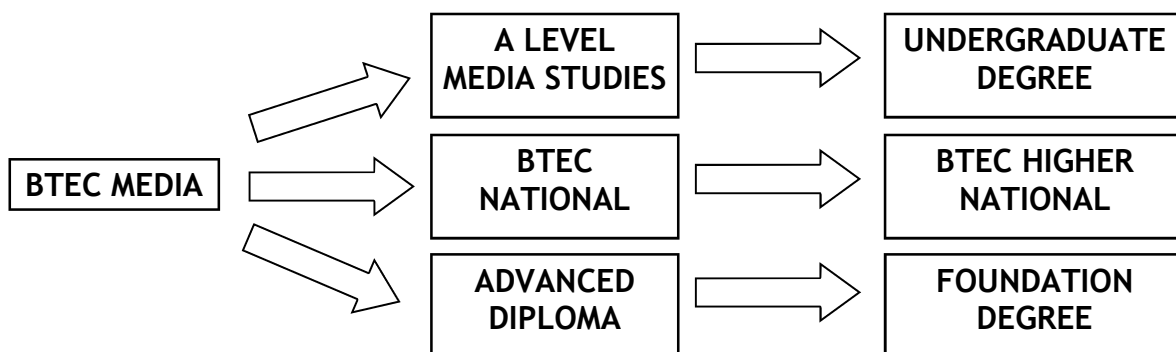 BTEC MEDIA
A LEVEL
MEDIA STUDIES
UNDERGRADUATE
DEGREE
BTEC
NATIONAL
BTEC HIGHER
NATIONAL
ADVANCED
DIPLOMA
FOUNDATION
DEGREE